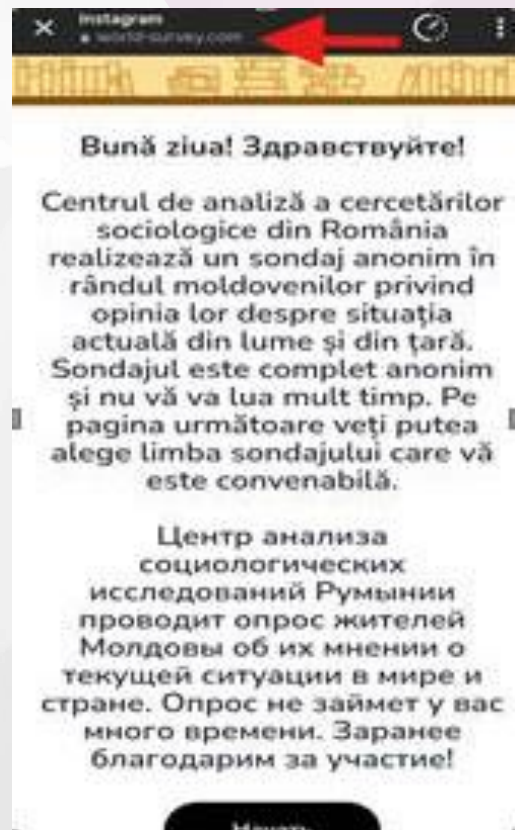 Instagram
world-survey.com
Bună ziua! Здравствуйте!
Centrul de analiză a cercetărilor
sociologice din România
realizează un sondaj anonim în
rândul moldovenilor privind
opinia lor despre situația
actuală din lume și din țară.
Sondajul este complet anonim
și nu vă va lua mult timp. Pe
pagina următoare veți putea
alege limba sondajului care vă
este convenabilă.
Центр анализа
социологических
исследований Румынии
проводит опрос жителей
Молдовы об их мнении о
текущей ситуации в мире и
стране. Опрос не займет у вас
много времени. Заранее
благодарим за участие!